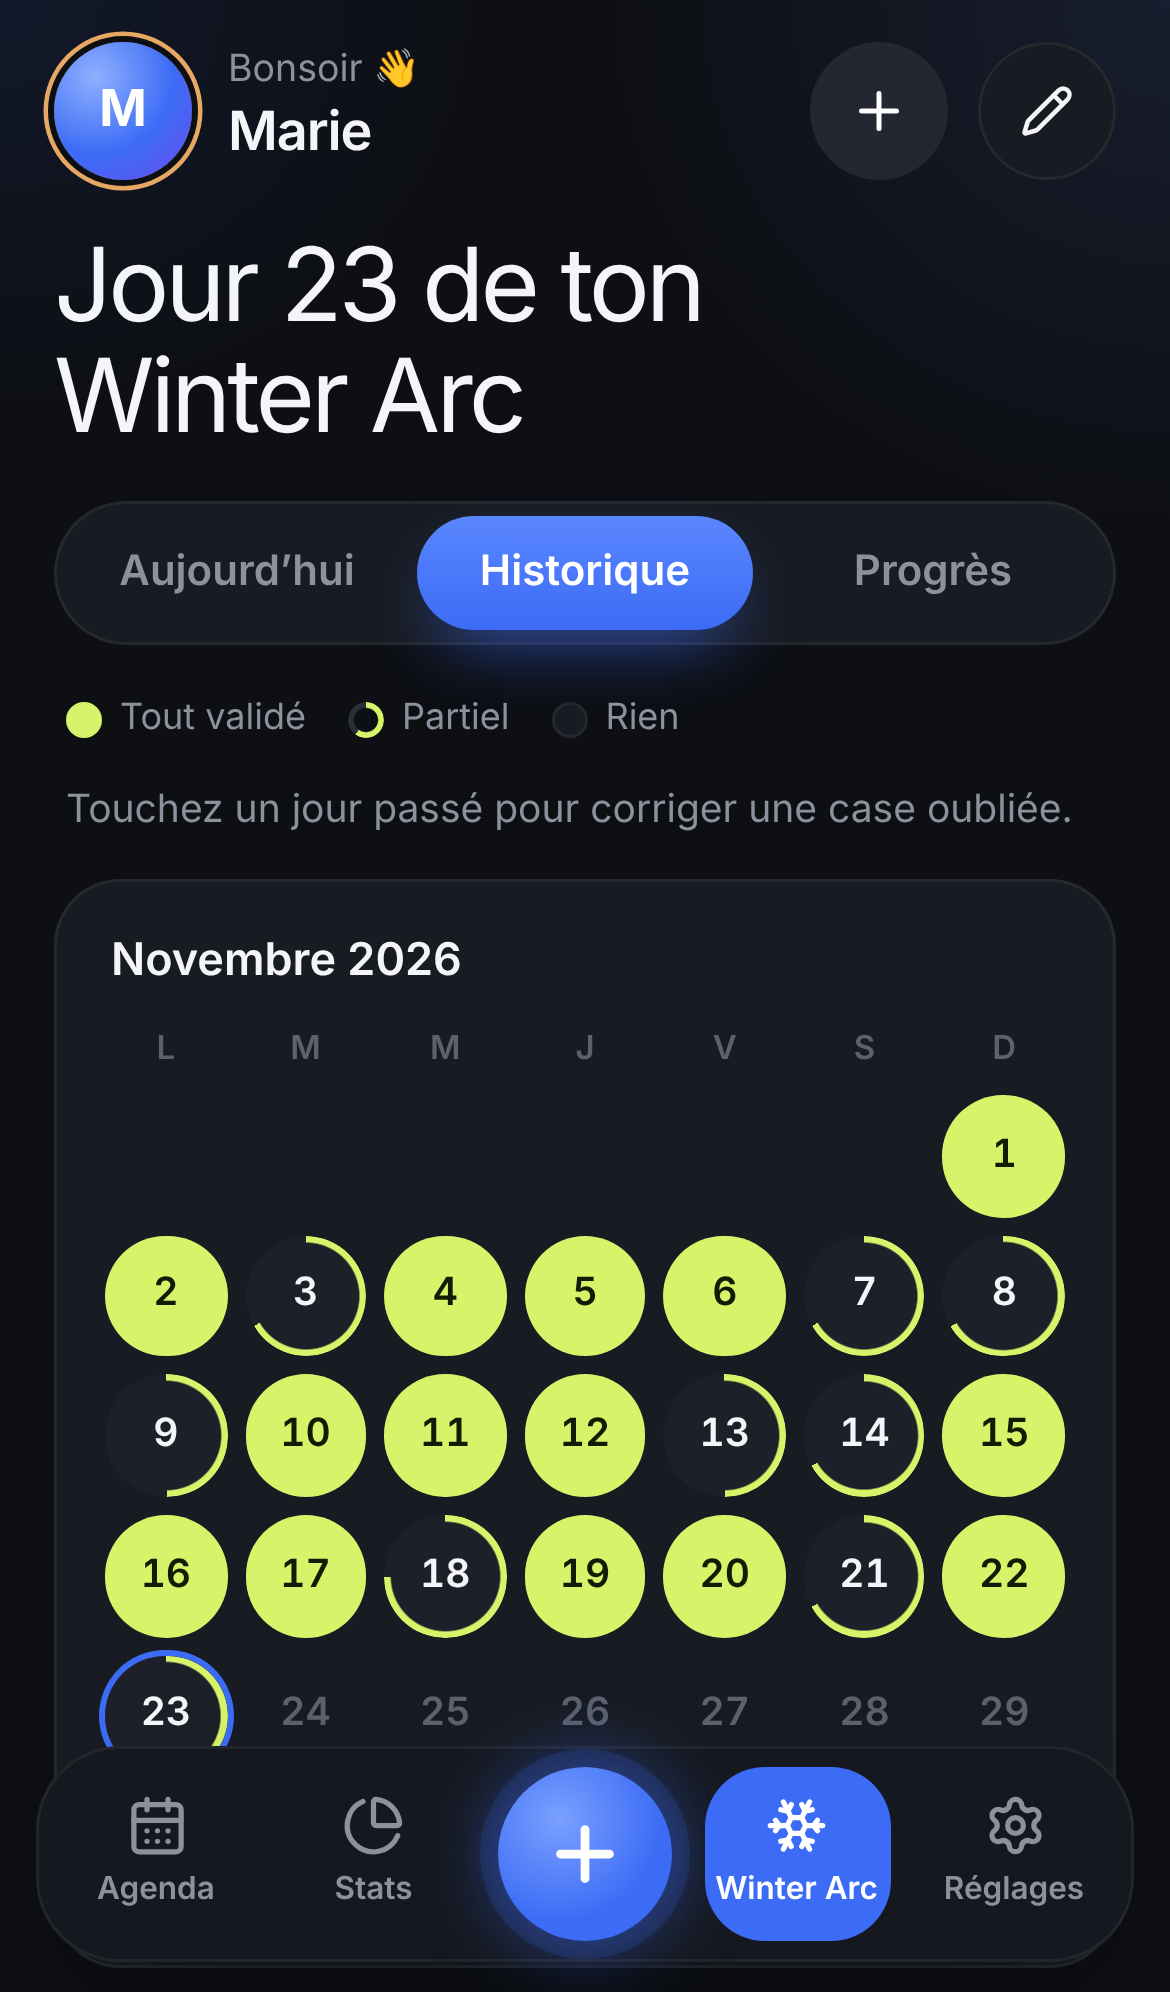 M
Bonsoir 👋
Marie
Jour 23 de ton
Winter Arc
Aujourd’hui Historique Progrès
Tout validé Partiel Rien
Touchez un jour passé pour corriger une case oubliée.
Novembre 2026
L M M J V S D
1
2 3 4 5 6 7 8
9 10 11 12 13 14 15
16 17 18 19 20 21 22
23 24 25 26 27 28 29
Agenda Stats Winter Arc Réglages